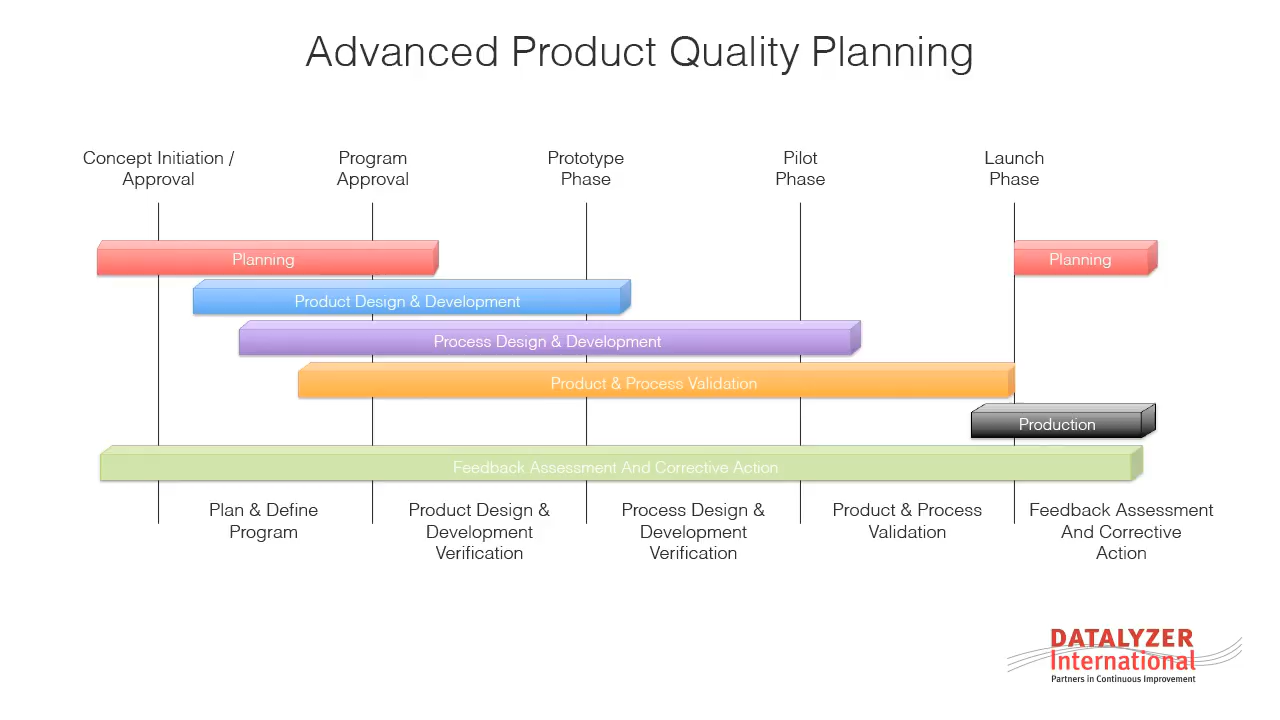 Advanced Product Quality Planning
Concept Initiation /
Approval
Program
Approval
Prototype
Phase
Pilot
Phase
Launch
Phase
Planning
Planning
Product Design & Development
Process Design & Development
Product & Process Validation
Production
Feedback Assessment And Corrective Action
Plan & Define
Program
Product Design &
Development
Verification
Process Design &
Development
Verification
Product & Process
Validation
Feedback Assessment
And Corrective
Action
DATALYZER
International
Partners in Continuous Improvement